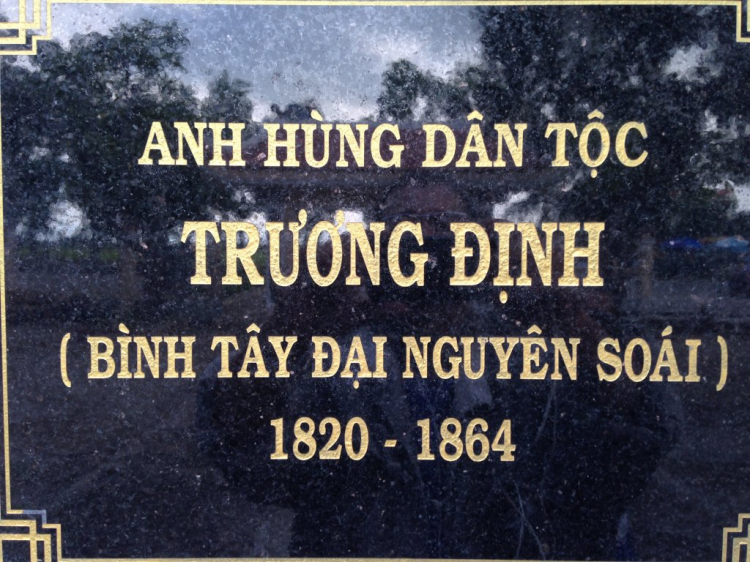 ANH HÙNG DÂN TỘC
TRƯƠNG ĐỊNH
( BÌNH TÂY ĐẠI NGUYÊN SOÁI )
1820 - 1864